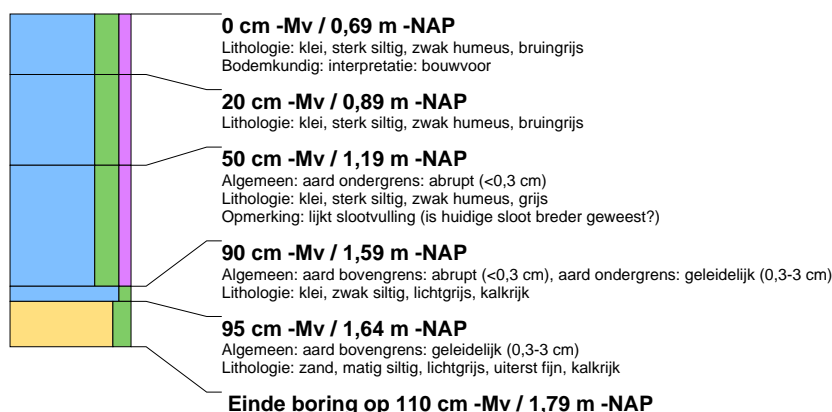 0 cm -Mv / 0,69 m -NAP
Lithologie: klei, sterk siltig, zwak humeus, bruingrijs
Bodemkundig: interpretatie: bouwvoor
20 cm -Mv / 0,89 m -NAP
Lithologie: klei, sterk siltig, zwak humeus, bruingrijs
50 cm -Mv / 1,19 m -NAP
Algemeen: aard ondergrens: abrupt (<0,3 cm)
Lithologie: klei, sterk siltig, zwak humeus, grijs
Opmerking: lijkt slootvulling (is huidige sloot breder geweest?)
90 cm -Mv / 1,59 m -NAP
Algemeen: aard bovengrens: abrupt (<0,3 cm), aard ondergrens: geleidelijk (0,3-3 cm)
Lithologie: klei, zwak siltig, lichtgrijs, kalkrijk
95 cm -Mv / 1,64 m -NAP
Algemeen: aard bovengrens: geleidelijk (0,3-3 cm)
Lithologie: zand, matig siltig, lichtgrijs, uiterst fijn, kalkrijk
Einde boring op 110 cm -Mv / 1,79 m -NAP